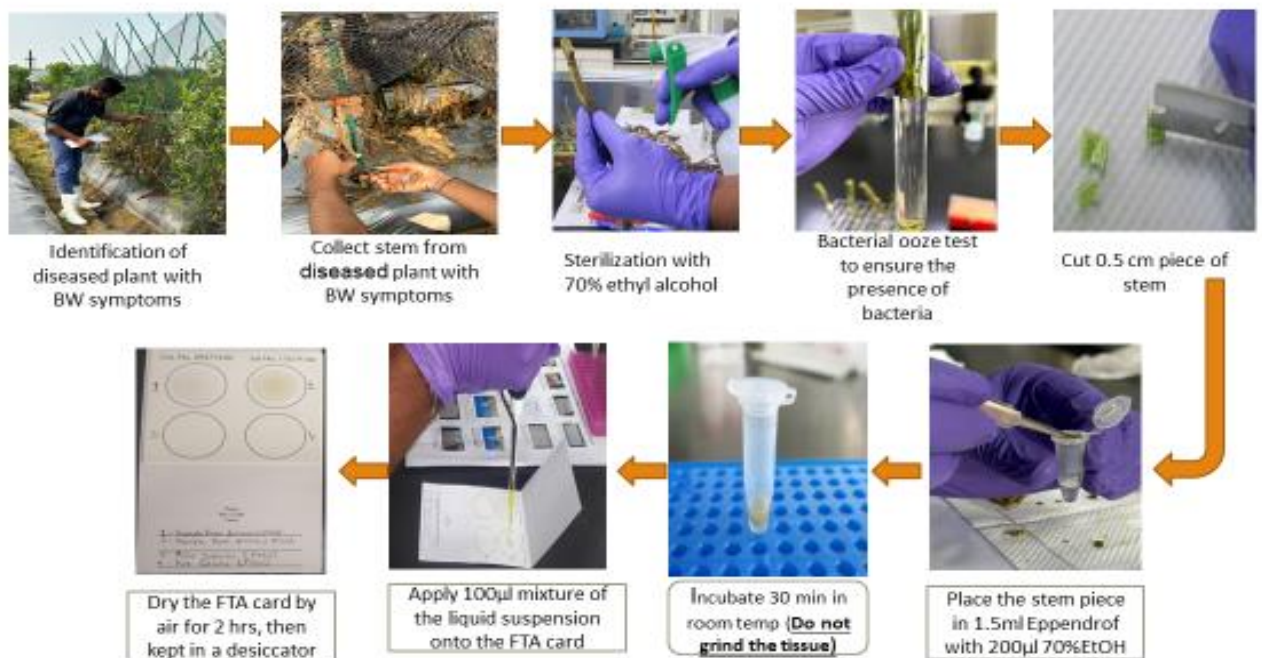 Identification of
diseased plant with
BW symptoms
Collect stem from
diseased plant with
BW symptoms
Sterilization with
70% ethyl alcohol
Bacterial ooze test
to ensure the
presence of
bacteria
Cut 0.5 cm piece of
stem
Place the stem piece
in 1.5ml Eppendrof
with 200µl 70%EtOH
Incubate 30 min in
room temp (Do not
grind the tissue)
Apply 100µl mixture of
the liquid suspension
onto the FTA card
Dry the FTA card by
air for 2 hrs, then
kept in a desiccator